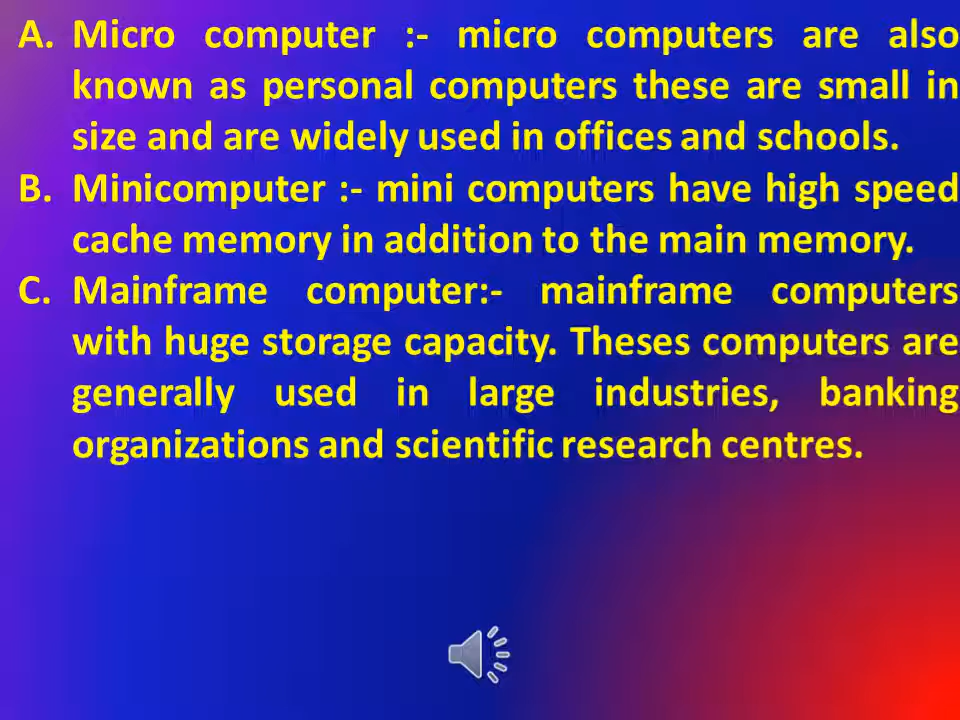 A. Micro computer :- micro computers are also
known as personal computers these are small in
size and are widely used in offices and schools.
B. Minicomputer :- mini computers have high speed
cache memory in addition to the main memory.
C. Mainframe computer:- mainframe computers
with huge storage capacity. Theses computers are
generally used in large industries, banking
organizations and scientific research centres.